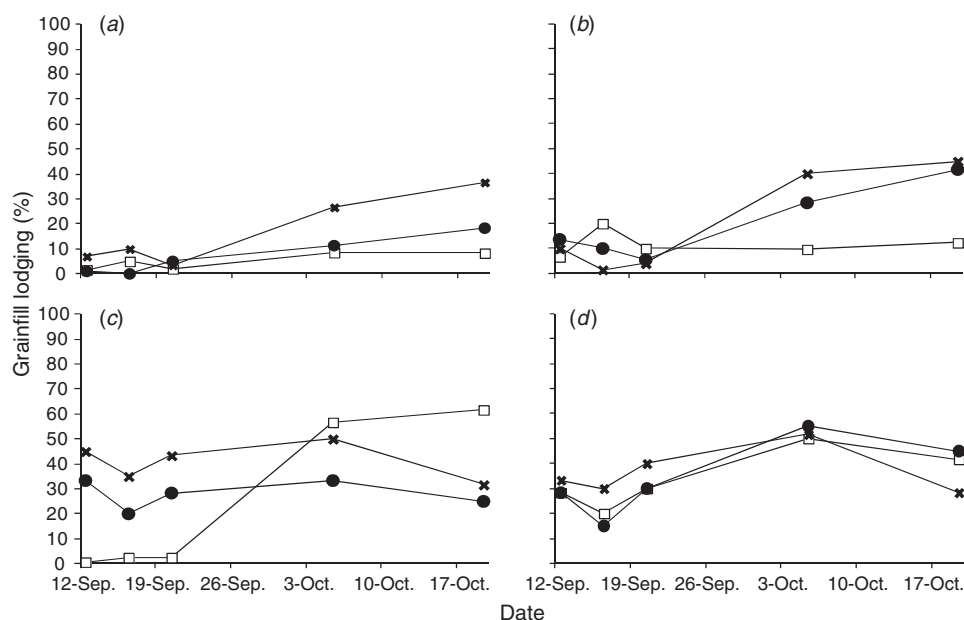 (a)
(b)
100
90
80
70
60
50
40
30
20
10
0
(c)
(d)
100
90
80
70
60
50
40
30
20
10
0
Grainfill lodging (%)
12-Sep. 19-Sep. 26-Sep. 3-Oct. 10-Oct. 17-Oct.
12-Sep. 19-Sep. 26-Sep. 3-Oct. 10-Oct. 17-Oct.
Date